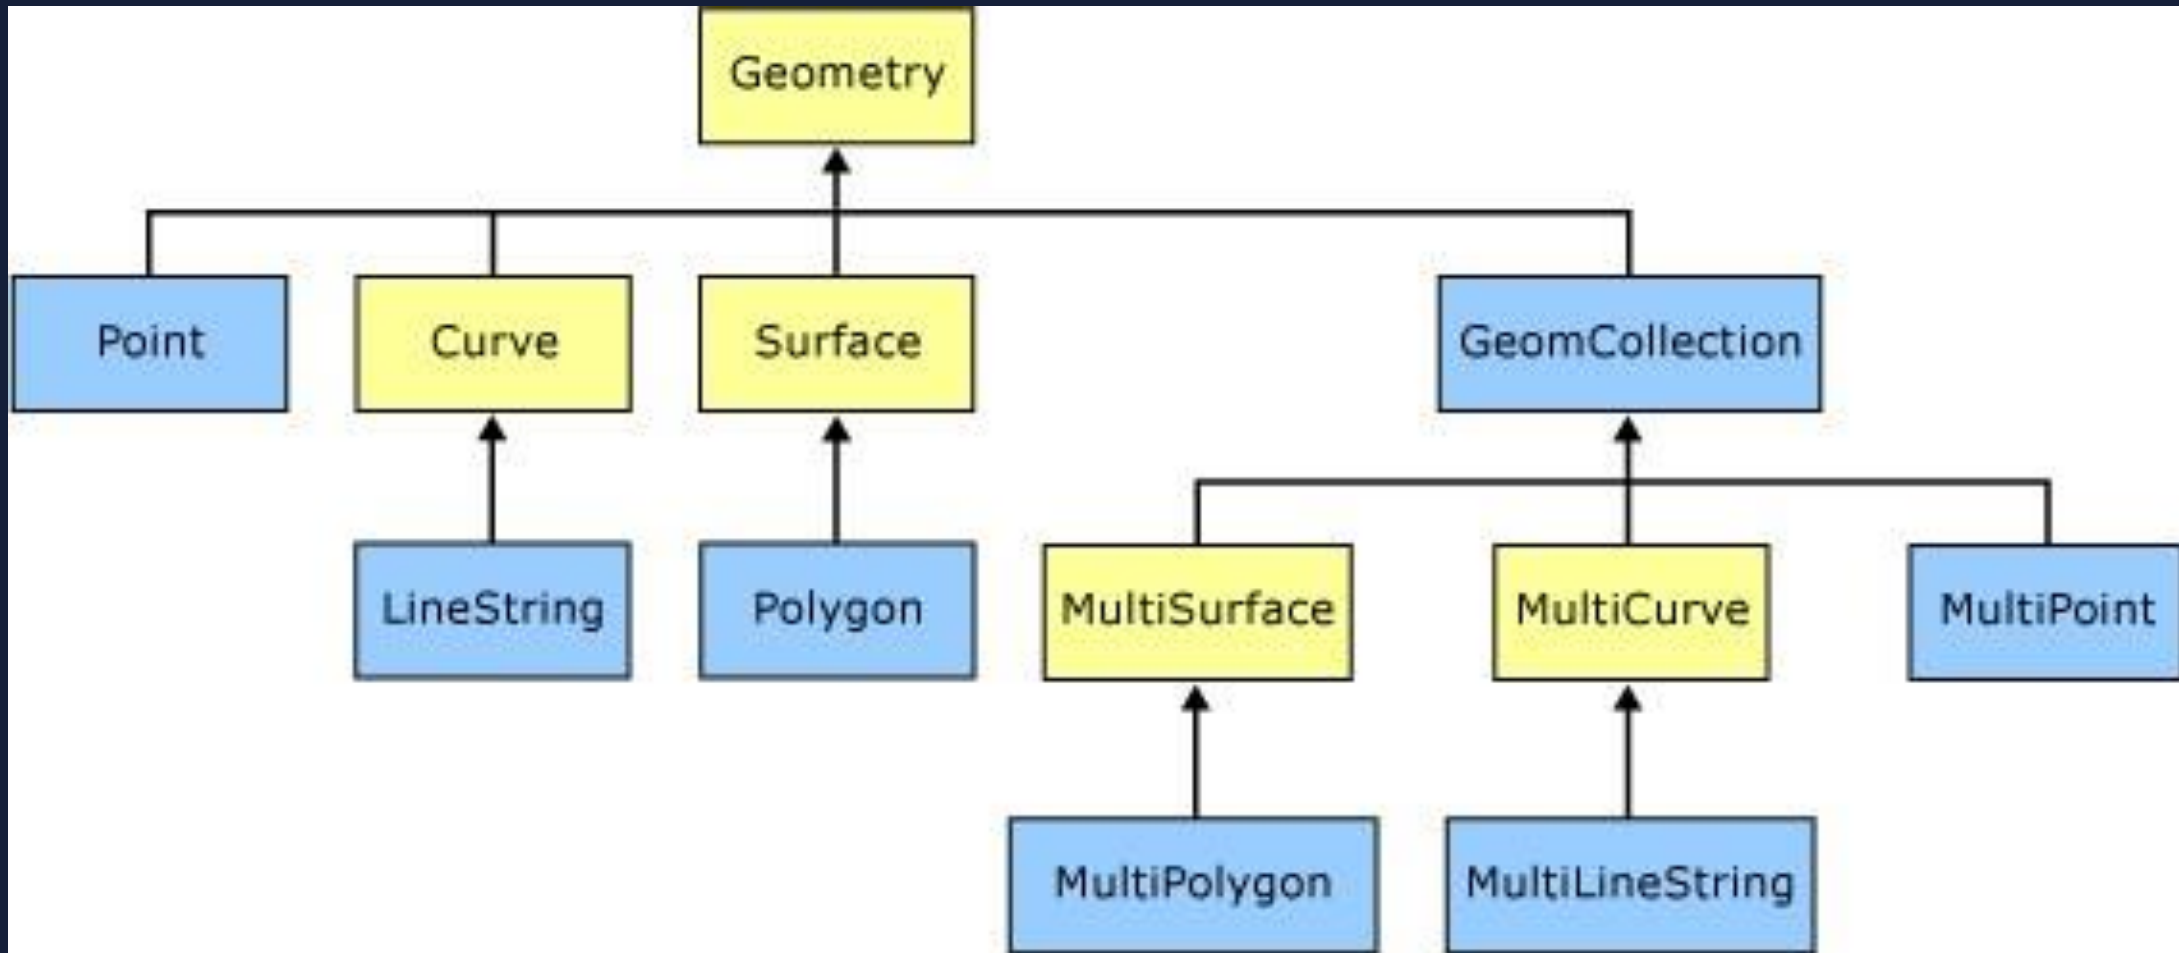 Geometry
Point
Curve
Surface
GeomCollection
LineString
Polygon
MultiSurface
MultiCurve
MultiPoint
MultiPolygon
MultiLineString